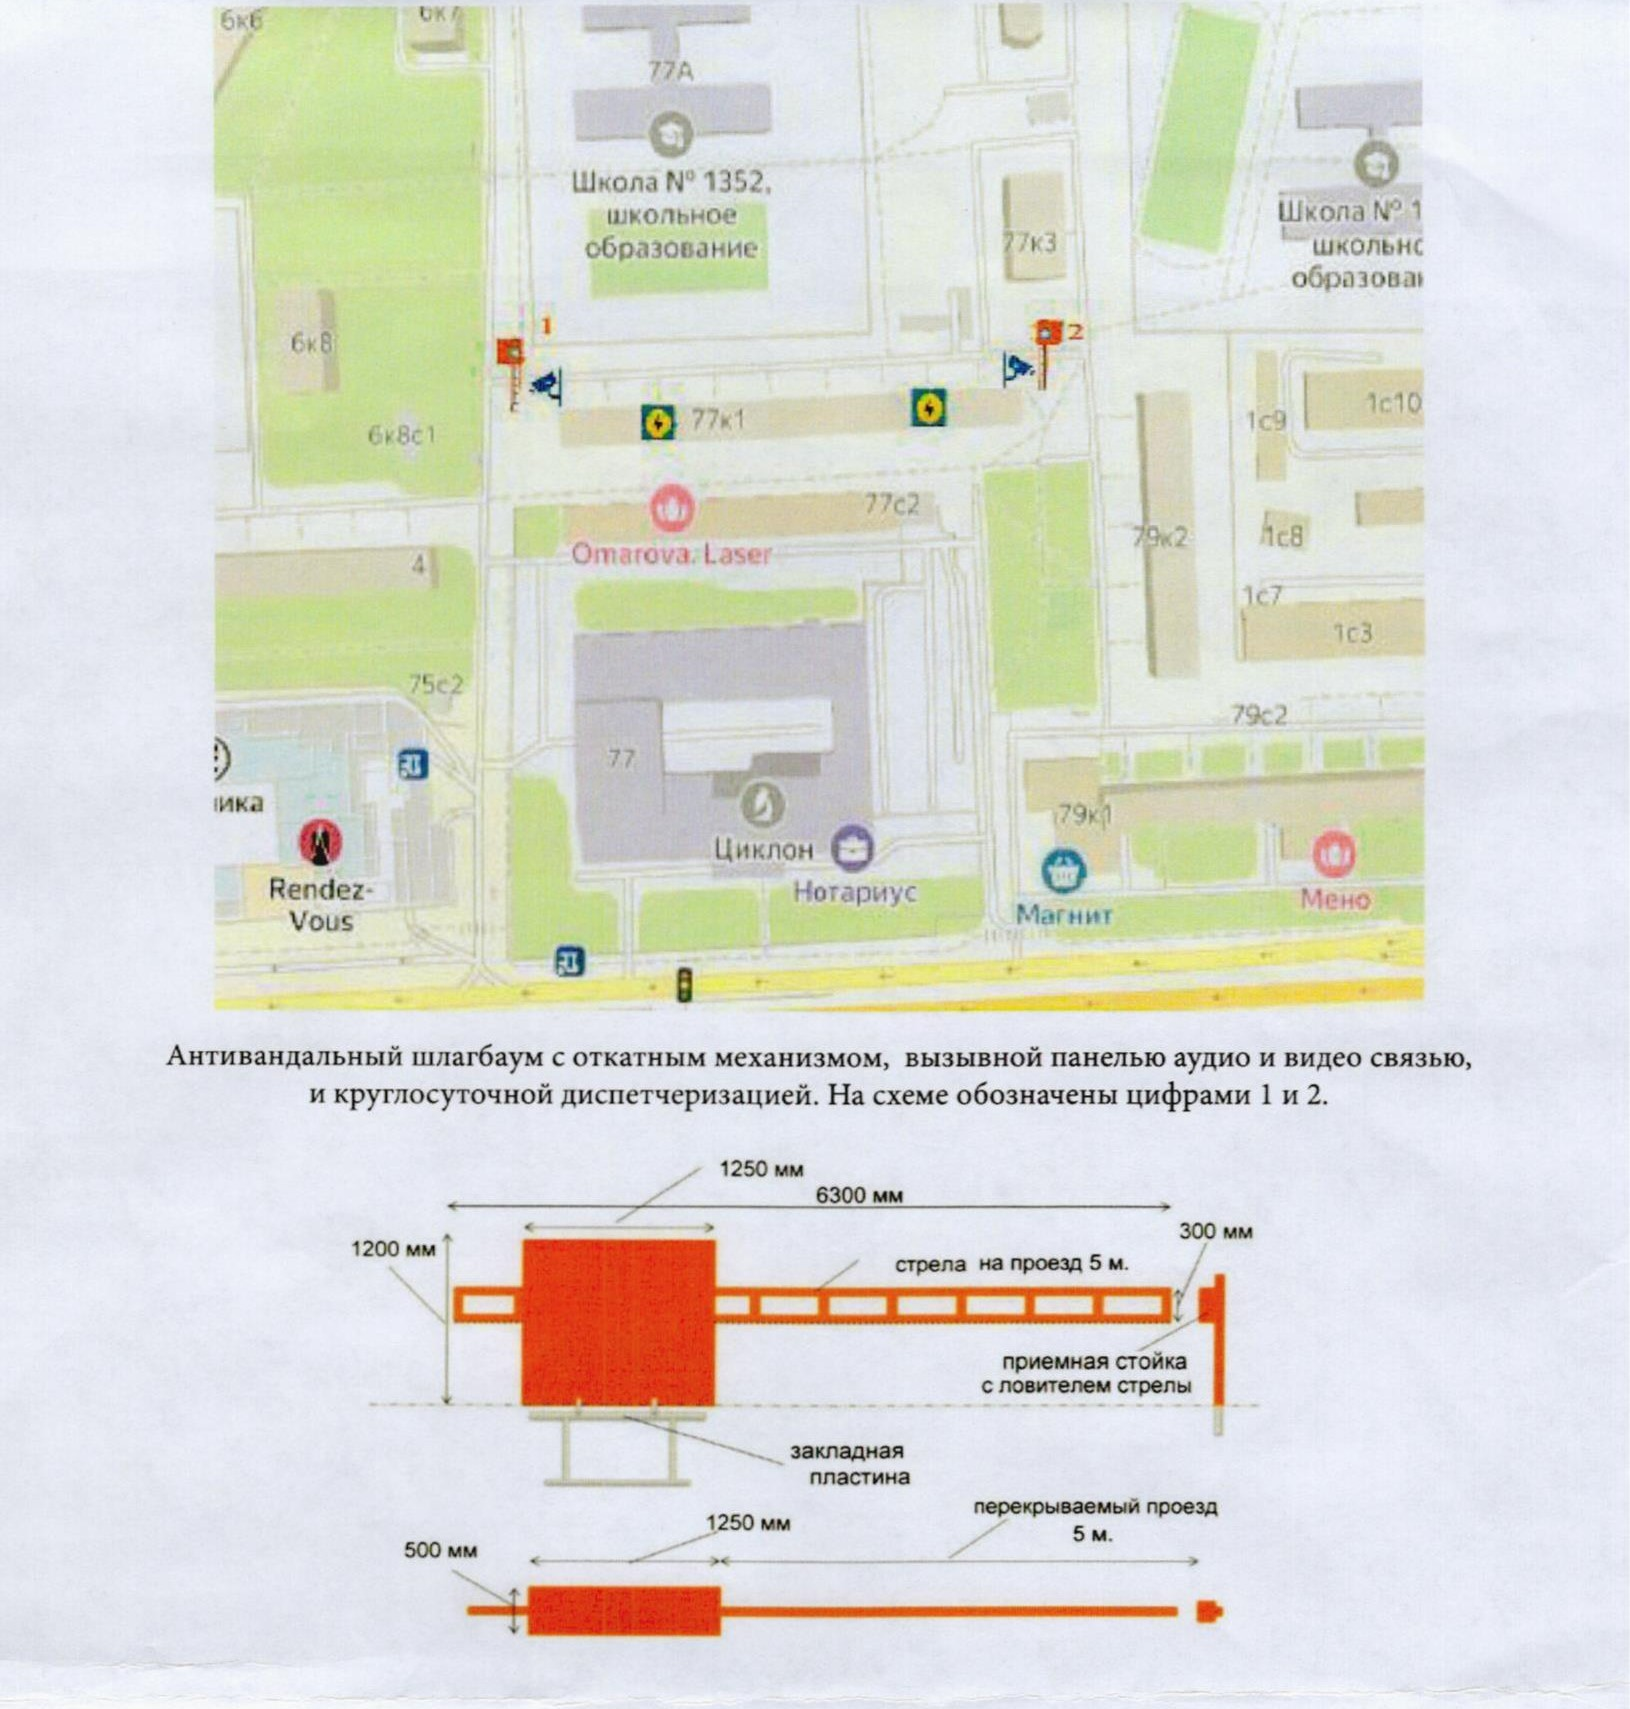 6к6
6к7
77А
Школа № 1352,
школьное
образование
Школа № 1
школьно
образова
77к3
1
2
6к8
6к8с1
77к1
1с9
1с10
77с2
Omarova. Laser
79к2
1с8
4
1с7
1с3
75с2
79с2
77
ика
79к1
Циклон
Нотариус
Rendez-
Vous
Магнит
Мено
Антивандальный шлагбаум с откатным механизмом, вызывной панелью аудио и видео связью,
и круглосуточной диспетчеризацией. На схеме обозначены цифрами 1 и 2.
1250 мм
6300 мм
1200 мм
300 мм
стрела на проезд 5 м.
приемная стойка
с ловителем стрелы
закладная
пластина
перекрываемый проезд
5 м.
1250 мм
500 мм